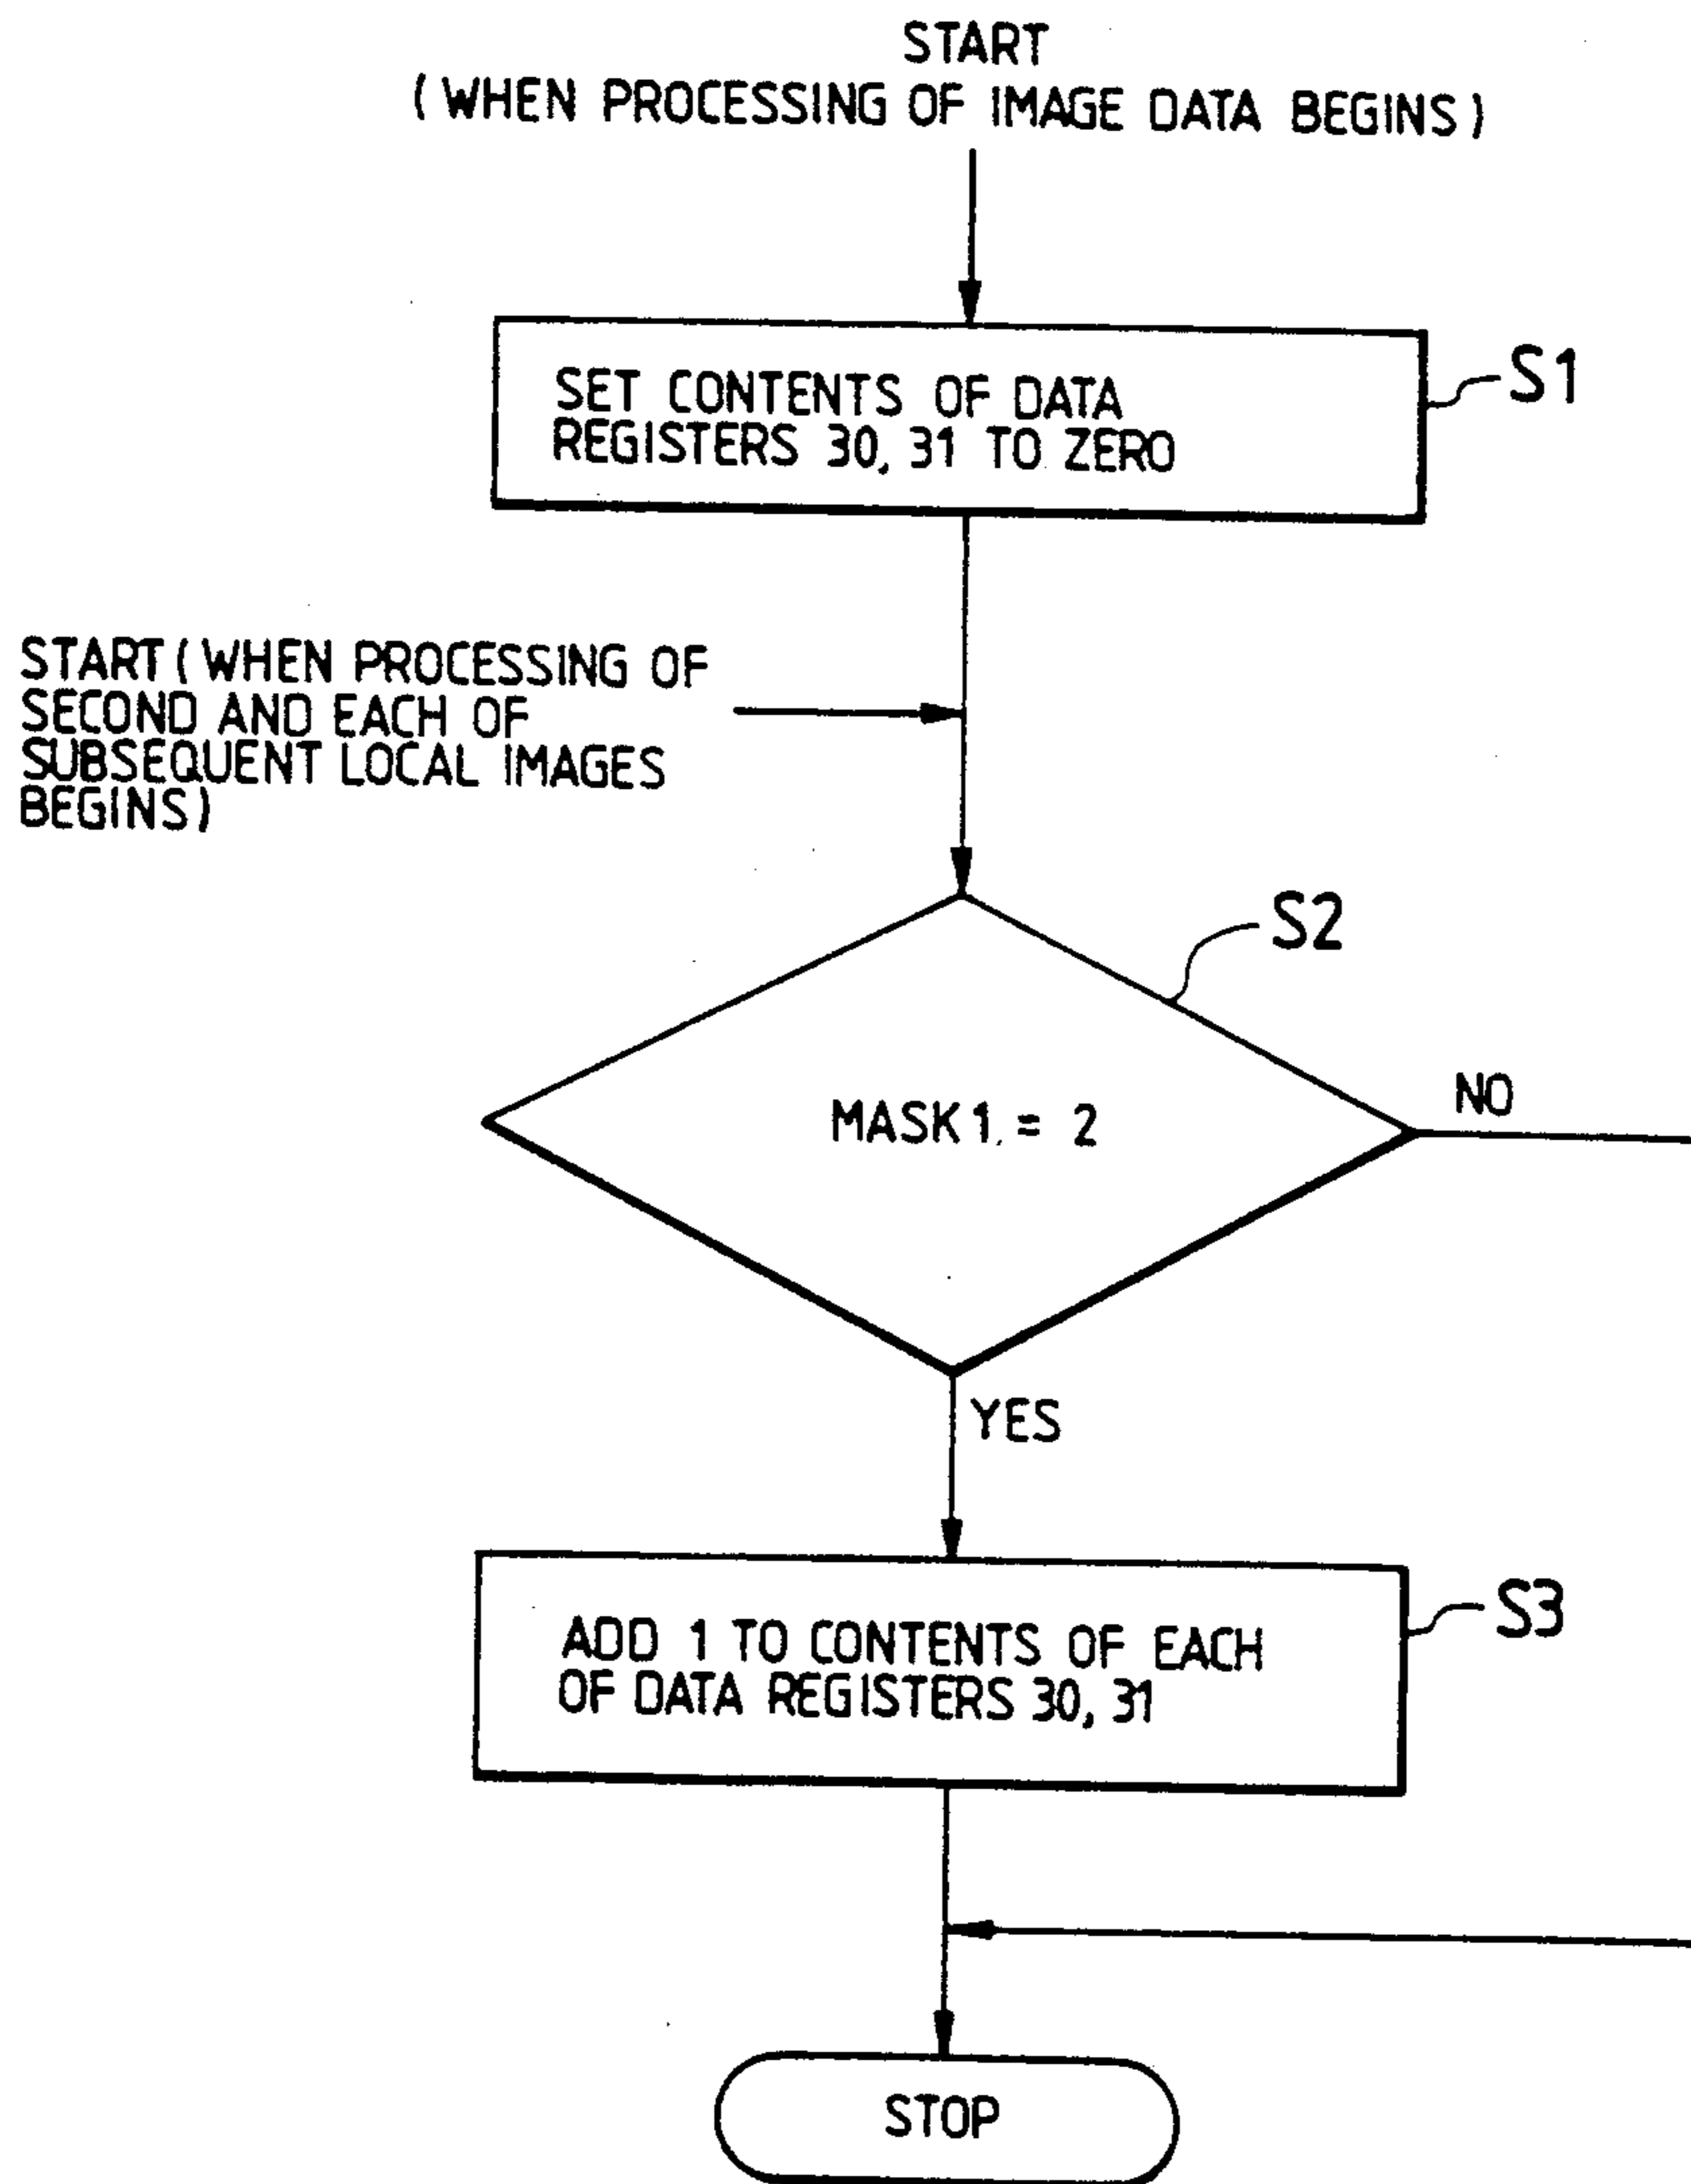 START
(WHEN PROCESSING OF IMAGE DATA BEGINS)
SET CONTENTS OF DATA
REGISTERS 30, 31 TO ZERO
S1
START (WHEN PROCESSING OF
SECOND AND EACH OF
SUBSEQUENT LOCAL IMAGES
BEGINS)
S2
MASK 1 = 2
NO
YES
ADD 1 TO CONTENTS OF EACH
OF DATA REGISTERS 30, 31
S3
STOP